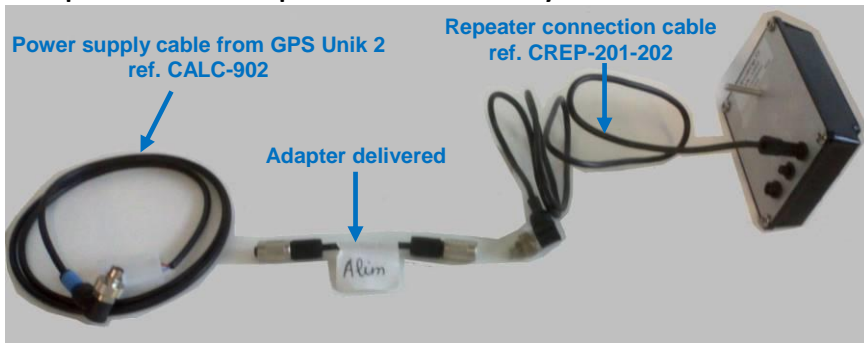 Power supply cable from GPS Unik 2
ref. CALC-902
Repeater connection cable
ref. CREP-201-202
Adapter delivered
Alim